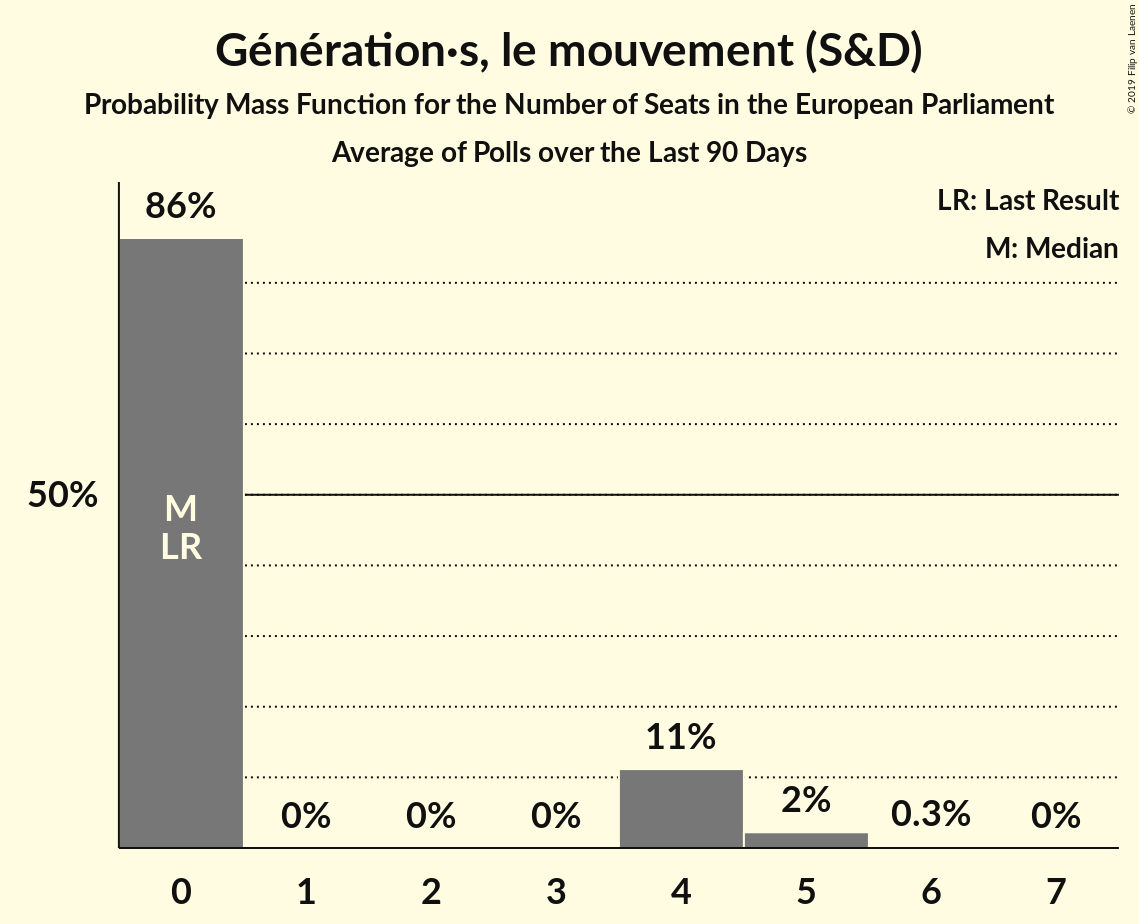 Génération·s, le mouvement (S&D)
Probability Mass Function for the Number of Seats in the European Parliament
Average of Polls over the Last 90 Days
© 2019 Filip van Laenen
LR: Last Result
M: Median
86%
50%
M
LR
11%
0%
0%
0%
2%
0.3%
0%
0
1
2
3
4
5
6
7